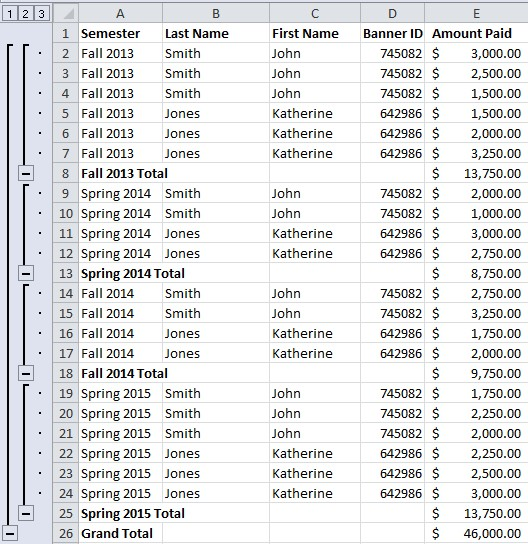 1 2 3 A B C D E
1 Semester Last Name First Name Banner ID Amount Paid
2 Fall 2013 Smith John 745082 $ 3,000.00
3 Fall 2013 Smith John 745082 $ 2,500.00
4 Fall 2013 Smith John 745082 $ 1,500.00
5 Fall 2013 Jones Katherine 642986 $ 1,500.00
6 Fall 2013 Jones Katherine 642986 $ 2,000.00
7 Fall 2013 Jones Katherine 642986 $ 3,250.00
8 Fall 2013 Total $ 13,750.00
9 Spring 2014 Smith John 745082 $ 2,000.00
10 Spring 2014 Smith John 745082 $ 1,000.00
11 Spring 2014 Jones Katherine 642986 $ 3,000.00
12 Spring 2014 Jones Katherine 642986 $ 2,750.00
13 Spring 2014 Total $ 8,750.00
14 Fall 2014 Smith John 745082 $ 2,750.00
15 Fall 2014 Smith John 745082 $ 3,250.00
16 Fall 2014 Jones Katherine 642986 $ 1,750.00
17 Fall 2014 Jones Katherine 642986 $ 2,000.00
18 Fall 2014 Total $ 9,750.00
19 Spring 2015 Smith John 745082 $ 1,750.00
20 Spring 2015 Smith John 745082 $ 2,250.00
21 Spring 2015 Smith John 745082 $ 2,000.00
22 Spring 2015 Jones Katherine 642986 $ 2,250.00
23 Spring 2015 Jones Katherine 642986 $ 2,500.00
24 Spring 2015 Jones Katherine 642986 $ 3,000.00
25 Spring 2015 Total $ 13,750.00
26 Grand Total $ 46,000.00